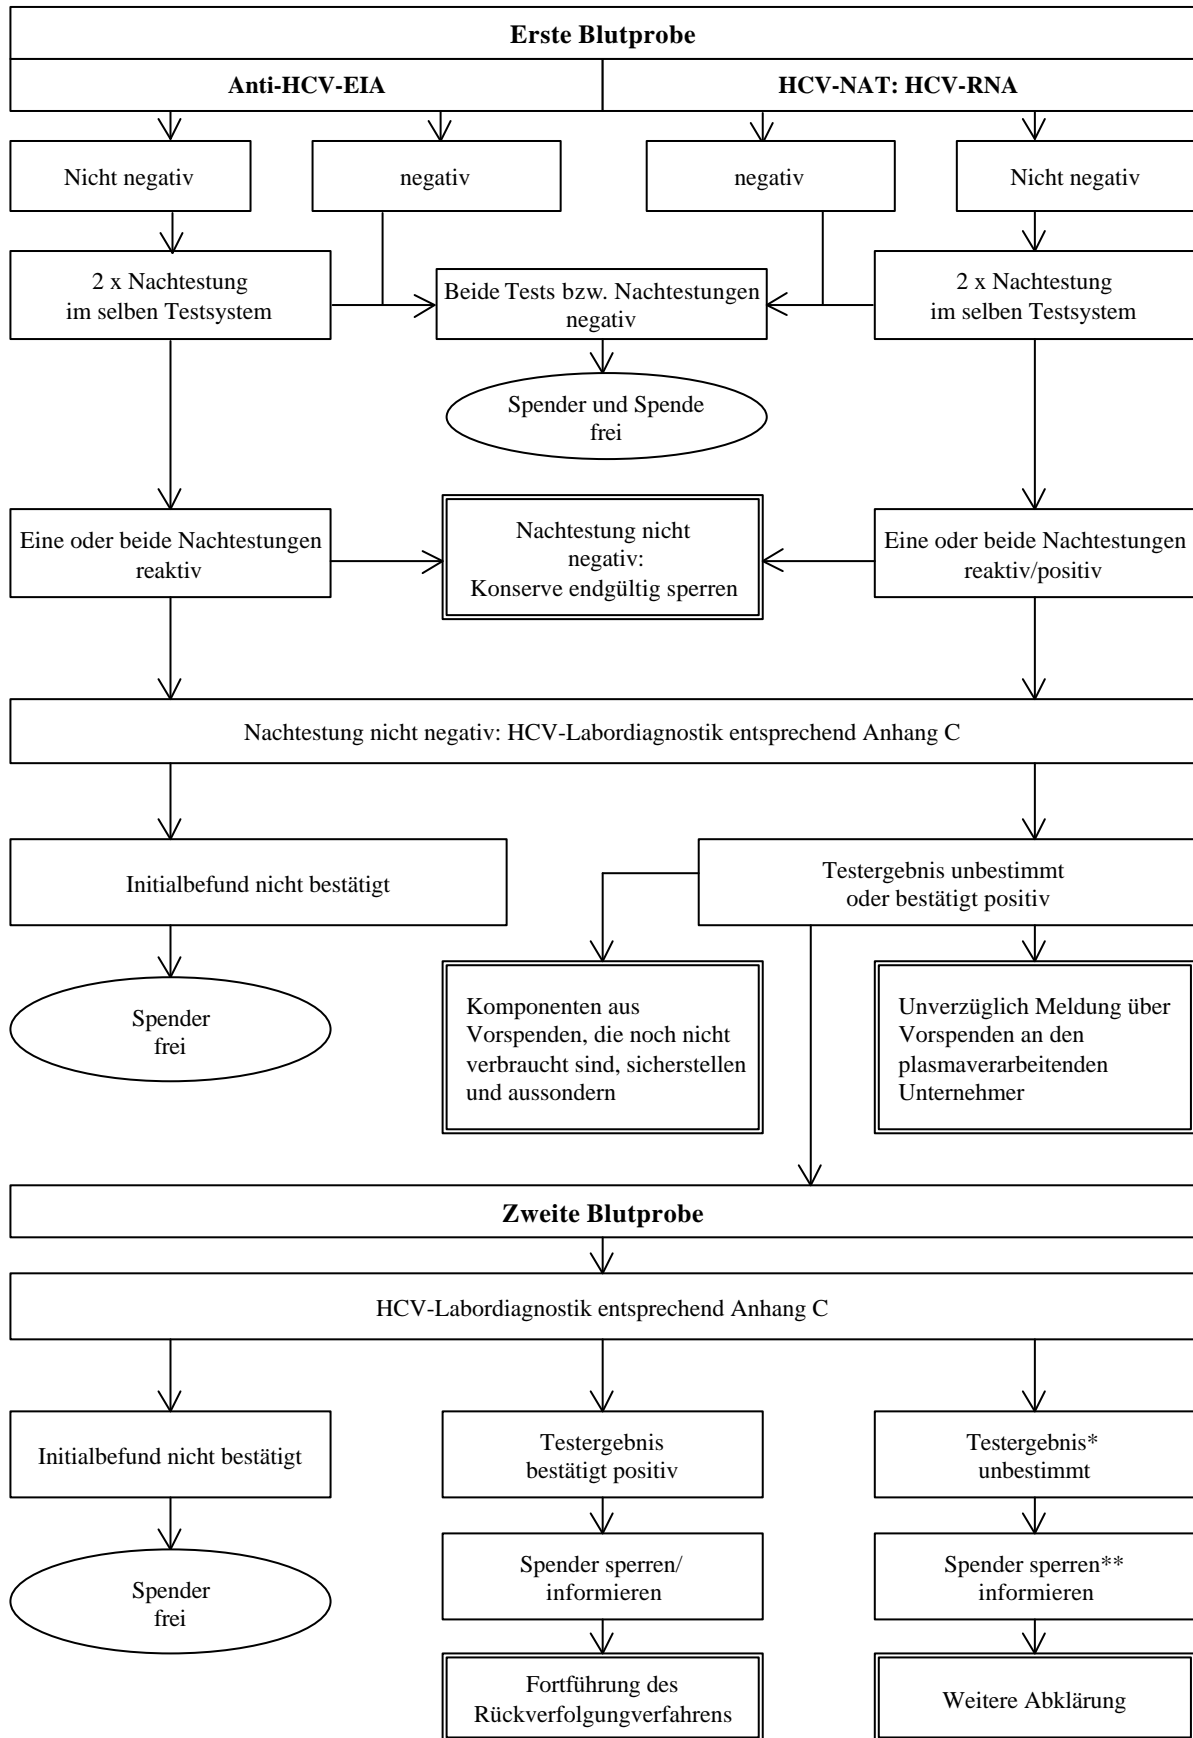 Erste Blutprobe
Anti-HCV-EIA
HCV-NAT: HCV-RNA
Nicht negativ
negativ
negativ
Nicht negativ
2 x Nachtestung
im selben Testsystem
Beide Tests bzw. Nachtestungen
negativ
2 x Nachtestung
im selben Testsystem
Spender und Spende
frei
Eine oder beide Nachtestungen
reaktiv
Nachtestung nicht
negativ:
Konserve endgültig sperren
Eine oder beide Nachtestungen
reaktiv/positiv
Nachtestung nicht negativ: HCV-Labordiagnostik entsprechend Anhang C
Initialbefund nicht bestätigt
Testergebnis unbestimmt
oder bestätigt positiv
Spender
frei
Komponenten aus
Vorspenden, die noch nicht
verbraucht sind, sicherstellen
und aussondern
Unverzüglich Meldung über
Vorspenden an den
plasmaverarbeitenden
Unternehmer
Zweite Blutprobe
HCV-Labordiagnostik entsprechend Anhang C
Initialbefund nicht bestätigt
Testergebnis
bestätigt positiv
Testergebnis*
unbestimmt
Spender
frei
Spender sperren/
informieren
Spender sperren**
informieren
Fortführung des
Rückverfolgungverfahrens
Weitere Abklärung